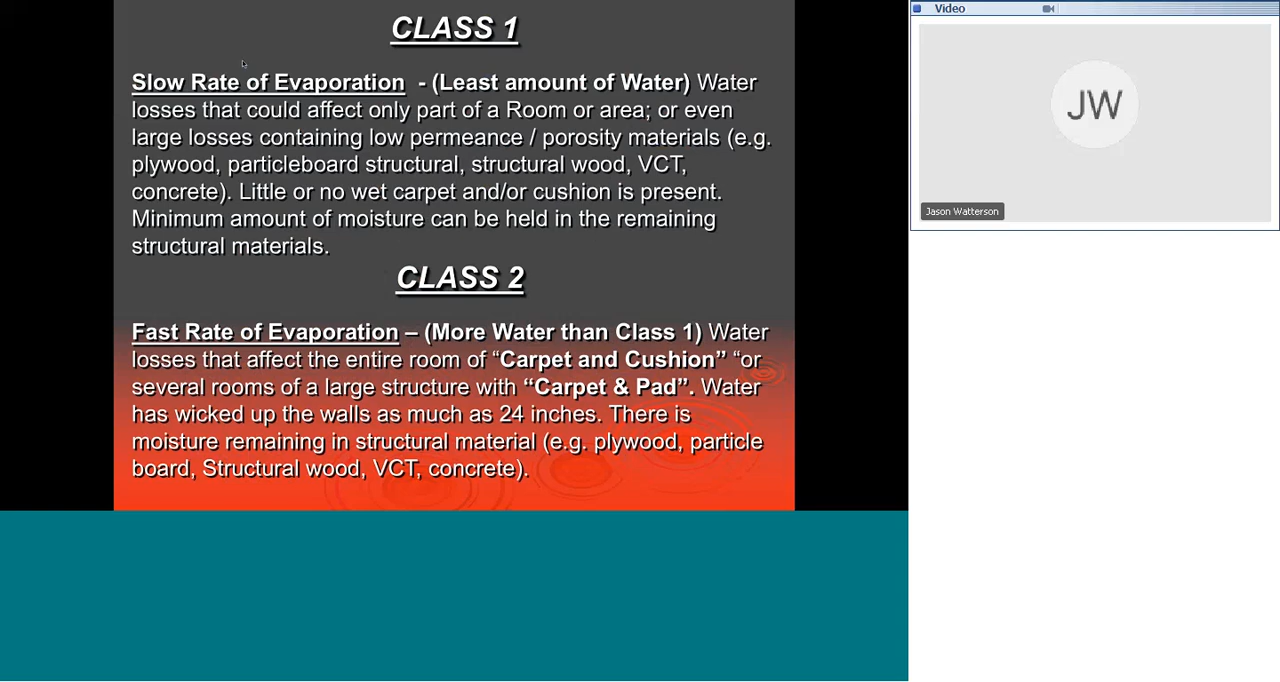 CLASS 1
Slow Rate of Evaporation - (Least amount of Water) Water
losses that could affect only part of a Room or area; or even
large losses containing low permeance / porosity materials (e.g.
plywood, particleboard structural, structural wood, VCT,
concrete). Little or no wet carpet and/or cushion is present.
Minimum amount of moisture can be held in the remaining
structural materials.
CLASS 2
Fast Rate of Evaporation – (More Water than Class 1) Water
losses that affect the entire room of “Carpet and Cushion” “or
several rooms of a large structure with “Carpet & Pad”. Water
has wicked up the walls as much as 24 inches. There is
moisture remaining in structural material (e.g. plywood, particle
board, Structural wood, VCT, concrete).
Video
JW
Jason Watterson